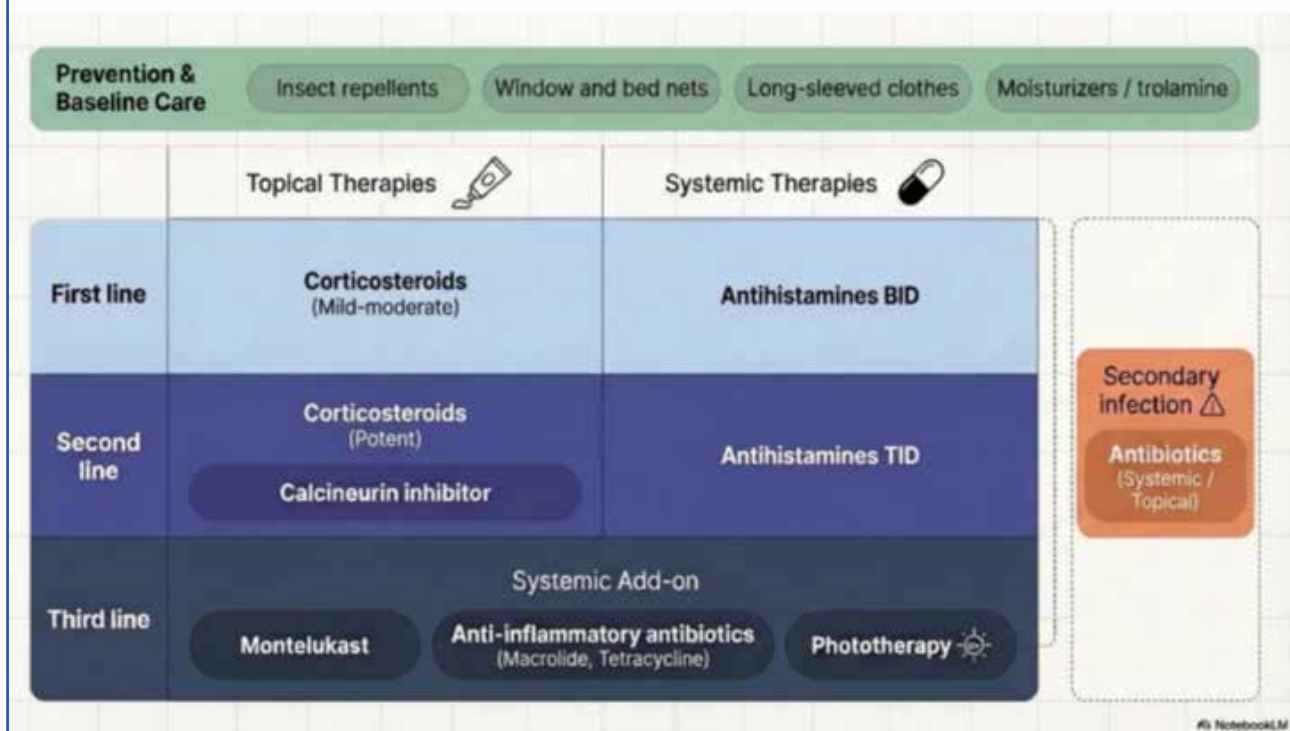 Prevention &
Baseline Care
Insect repellents
Window and bed nets
Long-sleeved clothes
Moisturizers / trolamine
Topical Therapies
Systemic Therapies
First line
Corticosteroids
(Mild-moderate)
Antihistamines BID
Second
line
Corticosteroids
(Potent)
Calcineurin inhibitor
Antihistamines TID
Third line
Systemic Add-on
Montelukast
Anti-inflammatory antibiotics
(Macrolide, Tetracycline)
Phototherapy
Secondary
infection
Antibiotics
(Systemic /
Topical)
NotebookLM